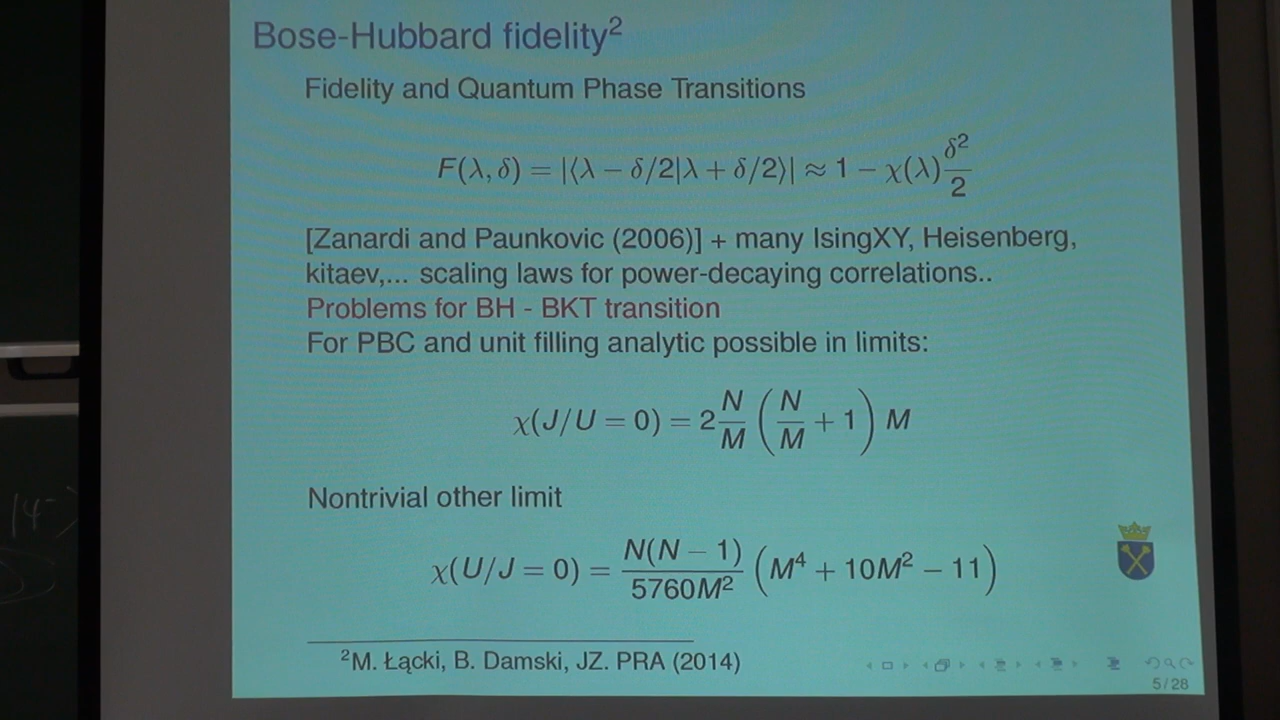 Bose-Hubbard fidelity²
Fidelity and Quantum Phase Transitions
F(λ, δ) = |⟨λ − δ/2|λ + δ/2⟩| ≈ 1 − χ(λ) δ²/2
[Zanardi and Paunkovic (2006)] + many IsingXY, Heisenberg,
kitaev,... scaling laws for power-decaying correlations..
Problems for BH - BKT transition
For PBC and unit filling analytic possible in limits:
χ(J/U = 0) = 2 N/M (N/M + 1) M
Nontrivial other limit
χ(U/J = 0) = N(N − 1)/5760M² (M⁴ + 10M² − 11)
²M. Łącki, B. Damski, JZ. PRA (2014)
5 / 28